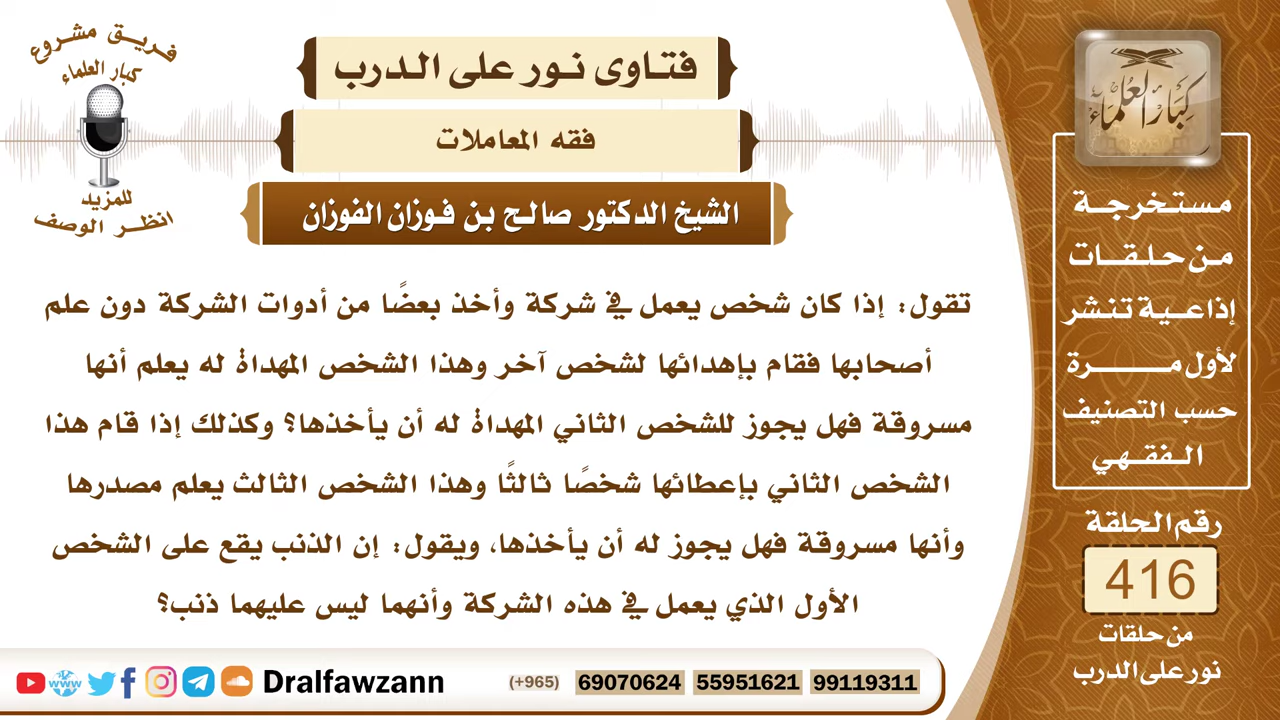 فريق مشروع
كبار العلماء
للمزيد
انظر الوصف
فتاوى نور على الدرب
فقه المعاملات
الشيخ الدكتور صالح بن فوزان الفوزان
تقول: إذا كان شخص يعمل في شركة وأخذ بعضًا من أدوات الشركة دون علم
أصحابها فقام بإهدائها لشخص آخر وهذا الشخص المهداةُ له يعلم أنها
مسروقة فهل يجوز للشخص الثاني المهداةُ له أن يأخذها؟ وكذلك إذا قام هذا
الشخص الثاني بإعطائها شخصًا ثالثًا وهذا الشخص الثالث يعلم مصدرها
وأنها مسروقة فهل يجوز له أن يأخذها، ويقول: إن الذنب يقع على الشخص
الأول الذي يعمل في هذه الشركة وأنهما ليس عليهما ذنب؟
كبار العلماء
مستخرجة
من حلقات
إذاعية تنشر
لأول مرة
حسب التصنيف
الفقهي
رقم الحلقة
416
من حلقات
نور على الدرب
www Dralfawzann (+965) 69070624 55951621 99119311